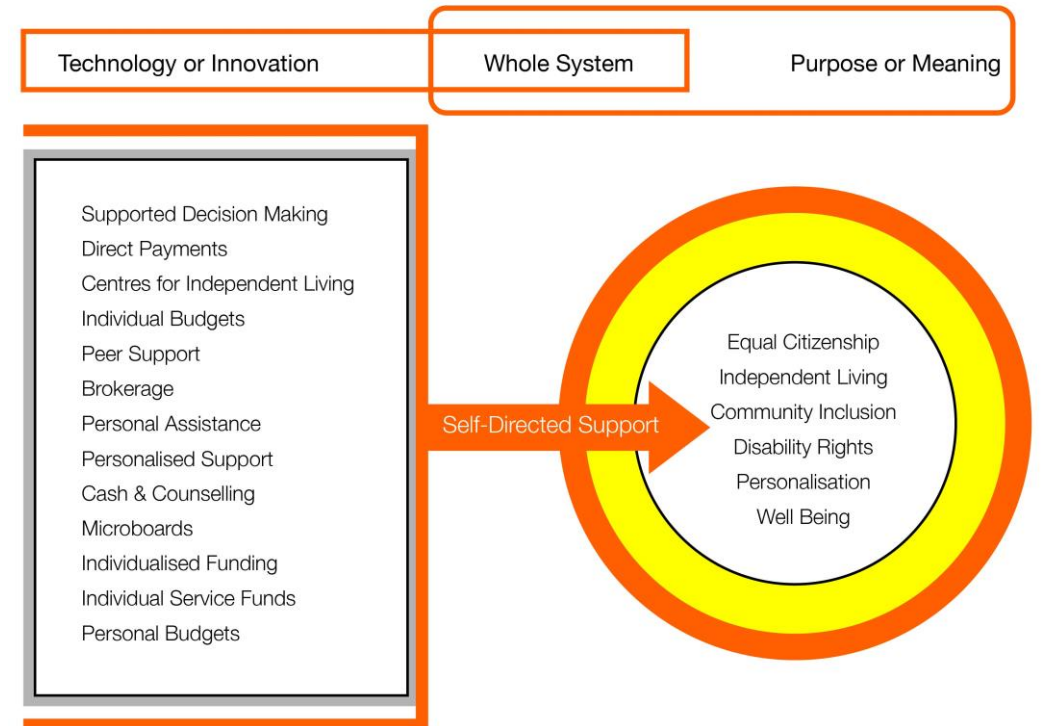 Technology or Innovation
Whole System
Purpose or Meaning
Supported Decision Making
Direct Payments
Centres for Independent Living
Individual Budgets
Peer Support
Brokerage
Personal Assistance
Personalised Support
Cash & Counselling
Microboards
Individualised Funding
Individual Service Funds
Personal Budgets
Self-Directed Support
Equal Citizenship
Independent Living
Community Inclusion
Disability Rights
Personalisation
Well Being